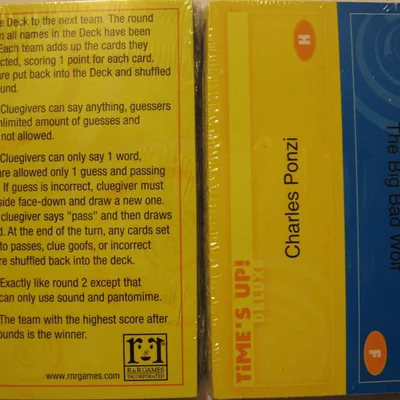 e Deck to the next team. The round
n all names in the Deck have been
Each team adds up the cards they
cted, scoring 1 point for each card.
are put back into the Deck and shuffled
und.
Cluegivers can say anything, guessers
nlimited amount of guesses and
not allowed.
Cluegivers can only say 1 word,
are allowed only 1 guess and passing
If guess is incorrect, cluegiver must
side face-down and draw a new one.
cluegiver says "pass" and then draws
d. At the end of the turn, any cards set
to passes, clue goofs, or incorrect
re shuffled back into the deck.
Exactly like round 2 except that
can only use sound and pantomime.
The team with the highest score after
ounds is the winner.
R&R GAMES
INCORPORATED
www.rnrgames.com
TIME'S UP!
DELUXE
Charles Ponzi
H
The Big Bad Wolf
F